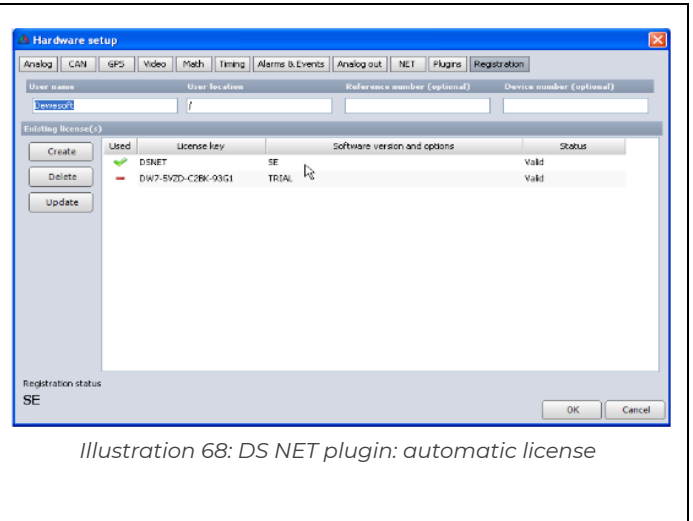 Hardware setup
Analog CAN GPS Video Math Timing Alarms & Events Analog out NET Plugins Registration
User name User location Reference number (optional) Device number (optional)
Dewesoft /
Existing license(s)
Create Used License key Software version and options Status
DSNET SE Valid
Delete DW7-5VZD-C2BK-93G1 TRIAL Valid
Update
Registration status
SE
OK Cancel
Illustration 68: DS NET plugin: automatic license